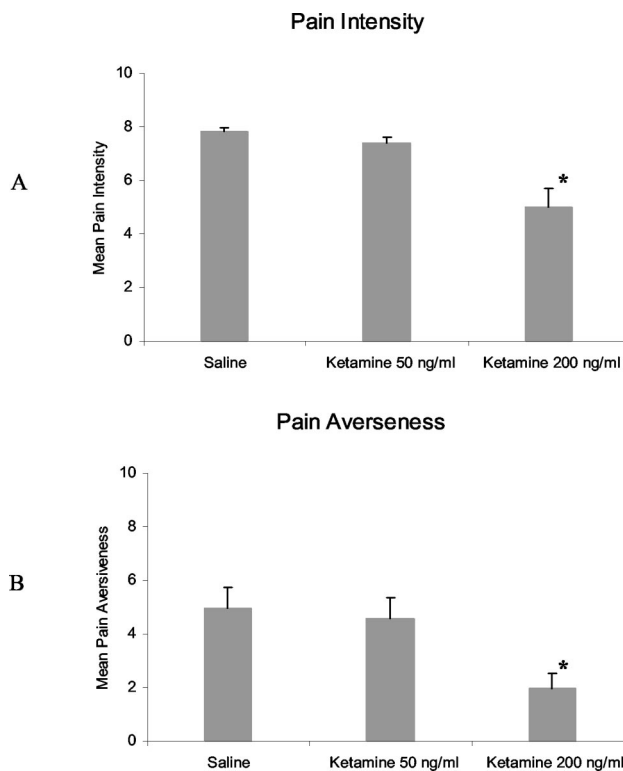 Pain Intensity
A
Mean Pain Intensity
10
8
6
4
2
0
*
Saline Ketamine 50 ng/ml Ketamine 200 ng/ml
Pain Averseness
B
Mean Pain Aversiveness
10
8
6
4
2
0
*
Saline Ketamine 50 ng/ml Ketamine 200 ng/ml